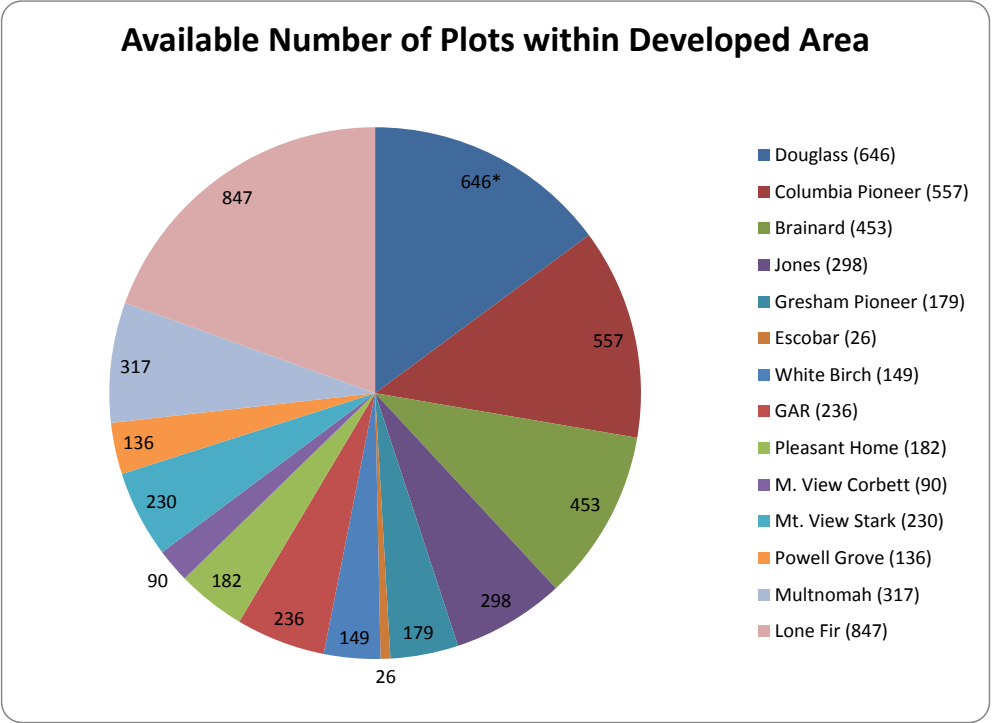 Available Number of Plots within Developed Area
646*
557
453
298
179
26
149
236
182
90
230
136
317
847
Douglass (646)
Columbia Pioneer (557)
Brainard (453)
Jones (298)
Gresham Pioneer (179)
Escobar (26)
White Birch (149)
GAR (236)
Pleasant Home (182)
M. View Corbett (90)
Mt. View Stark (230)
Powell Grove (136)
Multnomah (317)
Lone Fir (847)